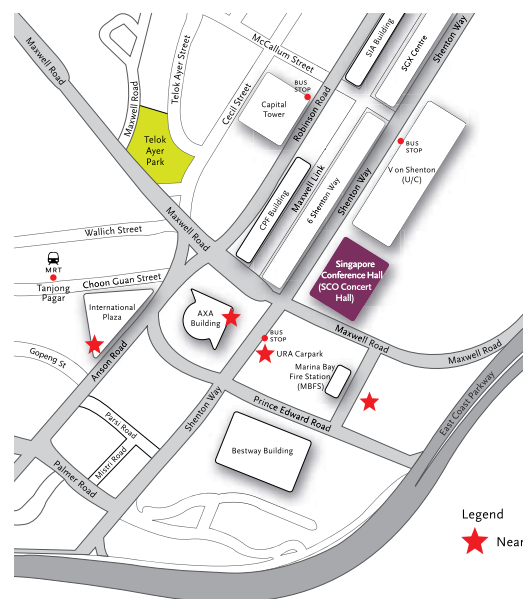 Maxwell Road
Maxwell Road
Telok Ayer Street
McCallum Street
Cecil Street
BUS
STOP
Capital
Tower
Robinson Road
SIA Building
SGX Centre
Shenton Way
BUS
STOP
V on Shenton
(U/C)
Telok
Ayer
Park
CPF Building
Maxwell Link
6 Shenton Way
Shenton Way
Maxwell Road
Wallich Street
MRT
Tanjong
Pagar
Choon Guan Street
International
Plaza
AXA
Building
Singapore
Conference Hall
(SCO Concert
Hall)
BUS
STOP
URA Carpark
Marina Bay
Fire Station
(MBFS)
Maxwell Road
Maxwell Road
Gopeng St
Anson Road
Shenton Way
Prince Edward Road
East Coast Parkway
Parsi Road
Mistri Road
Palmer Road
Bestway Building
Legend
Near